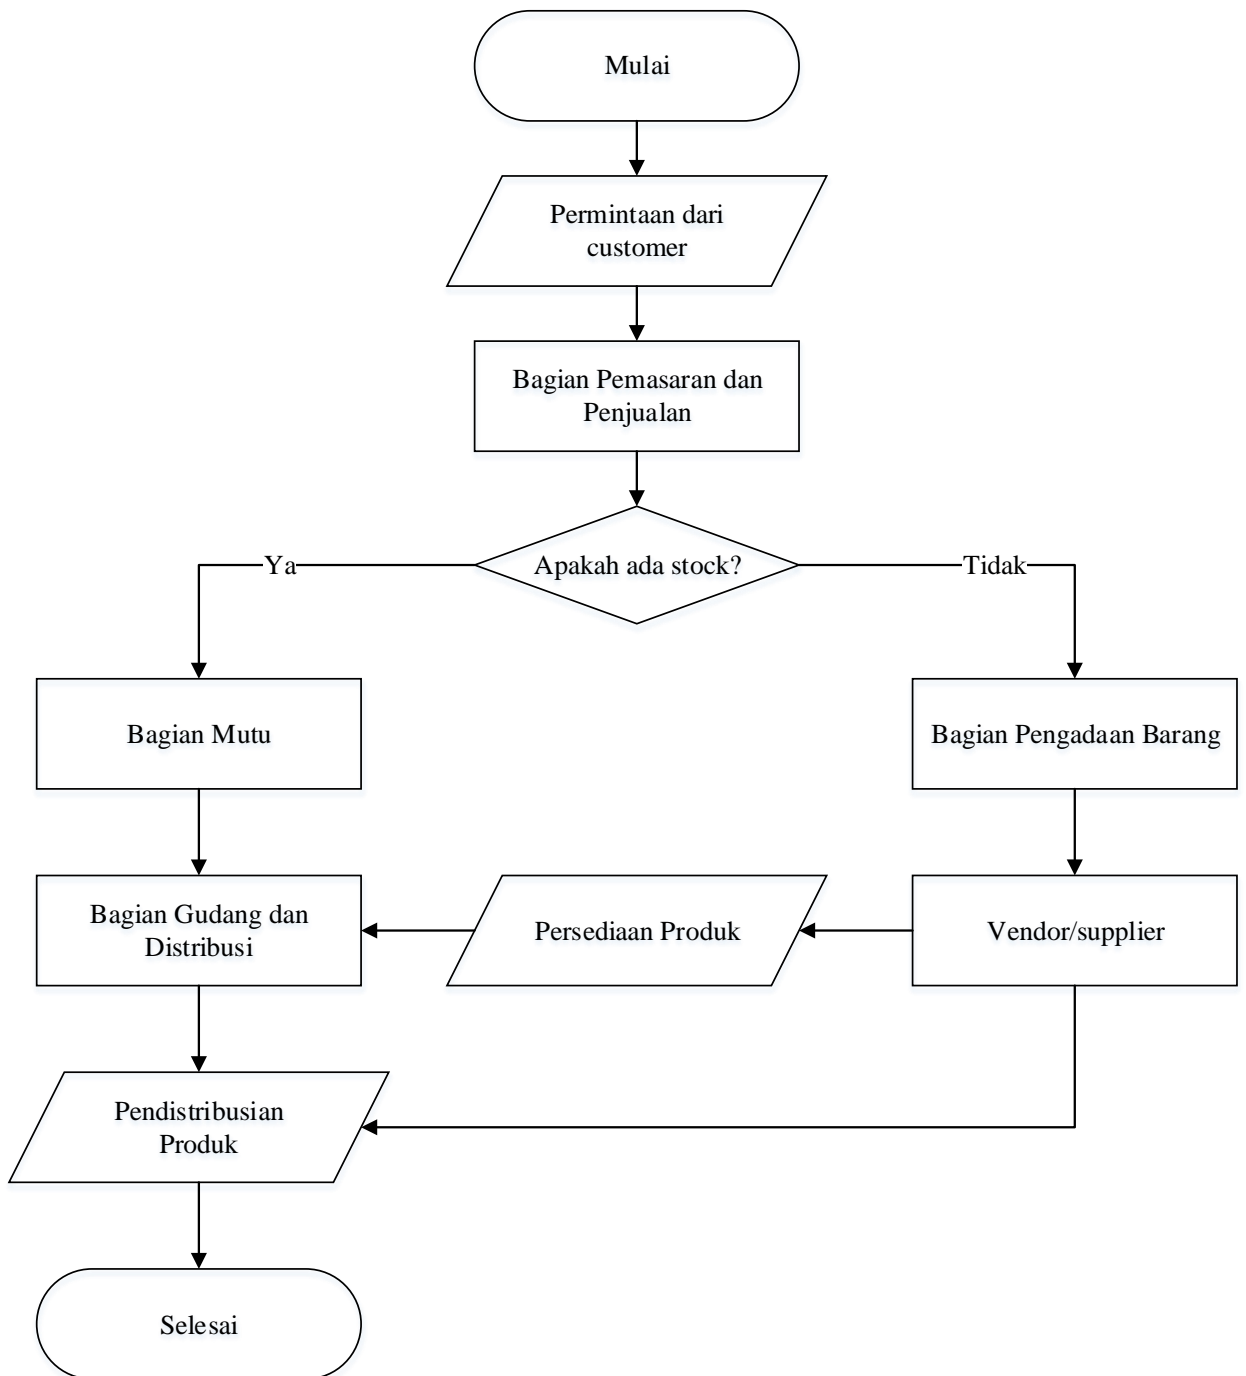 Mulai
Permintaan dari
customer
Bagian Pemasaran dan
Penjualan
Apakah ada stock?
Ya
Tidak
Bagian Mutu
Bagian Pengadaan Barang
Bagian Gudang dan
Distribusi
Persediaan Produk
Vendor/supplier
Pendistribusian
Produk
Selesai